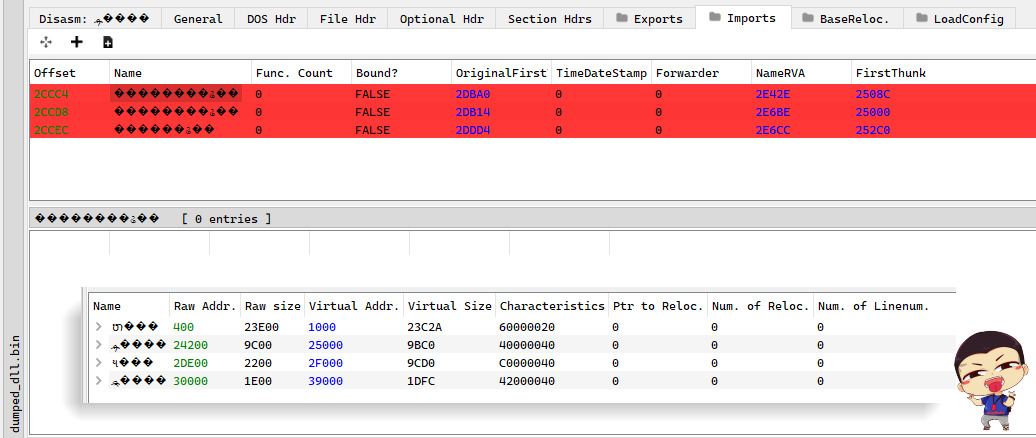 Disasm: General DOS Hdr File Hdr Optional Hdr Section Hdrs Exports Imports BaseReloc. LoadConfig
Offset Name Func. Count Bound? OriginalFirst TimeDateStamp Forwarder NameRVA FirstThunk
2CCC4 0 FALSE 2DBA0 0 0 2E42E 2508C
2CCD8 0 FALSE 2DB14 0 0 2E6BE 25000
2CCEC 0 FALSE 2DDD4 0 0 2E6CC 252C0
[ 0 entries ]
Name Raw Addr. Raw size Virtual Addr. Virtual Size Characteristics Ptr to Reloc. Num. of Reloc. Num. of Linenum.
400 23E00 1000 23C2A 60000020 0 0 0
24200 9C00 25000 9BC0 40000040 0 0 0
2DE00 2200 2F000 9CD0 C0000040 0 0 0
30000 1E00 39000 1DFC 42000040 0 0 0
dumped_dll.bin